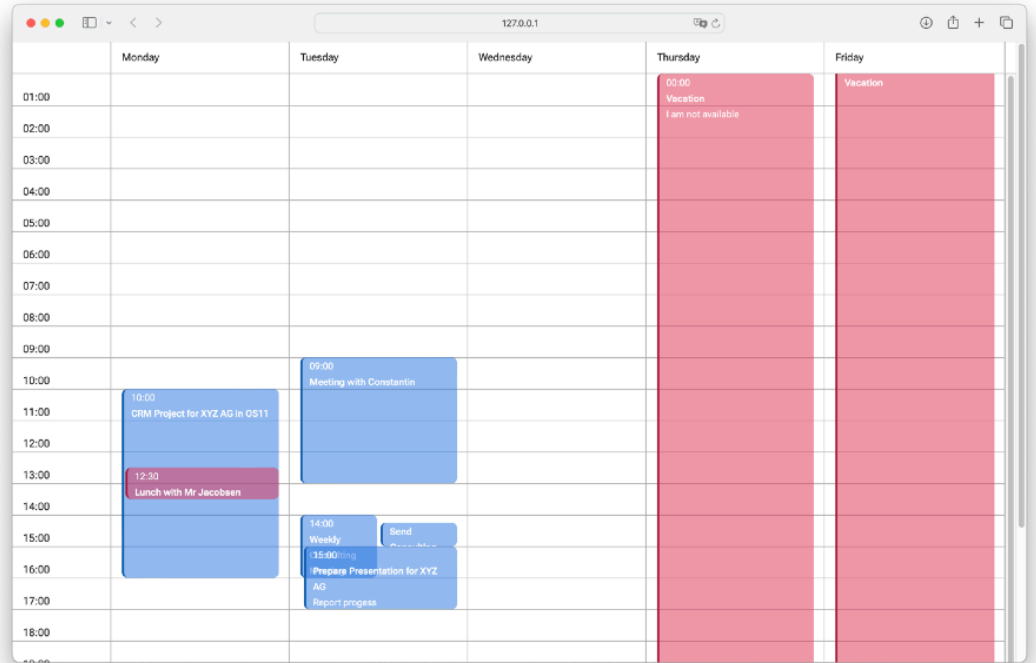 127.0.0.1
Monday
Tuesday
Wednesday
Thursday
Friday
01:00
02:00
03:00
04:00
05:00
06:00
07:00
08:00
09:00
10:00
11:00
12:00
13:00
14:00
15:00
16:00
17:00
18:00
10:00
CRM Project for XYZ AG in OS11
12:30
Lunch with Mr Jacobsen
09:00
Meeting with Constantin
14:00
Weekly
Send
15:00
Prepare Presentation for XYZ
AG
Report progess
00:00
Vacation
I am not available
Vacation